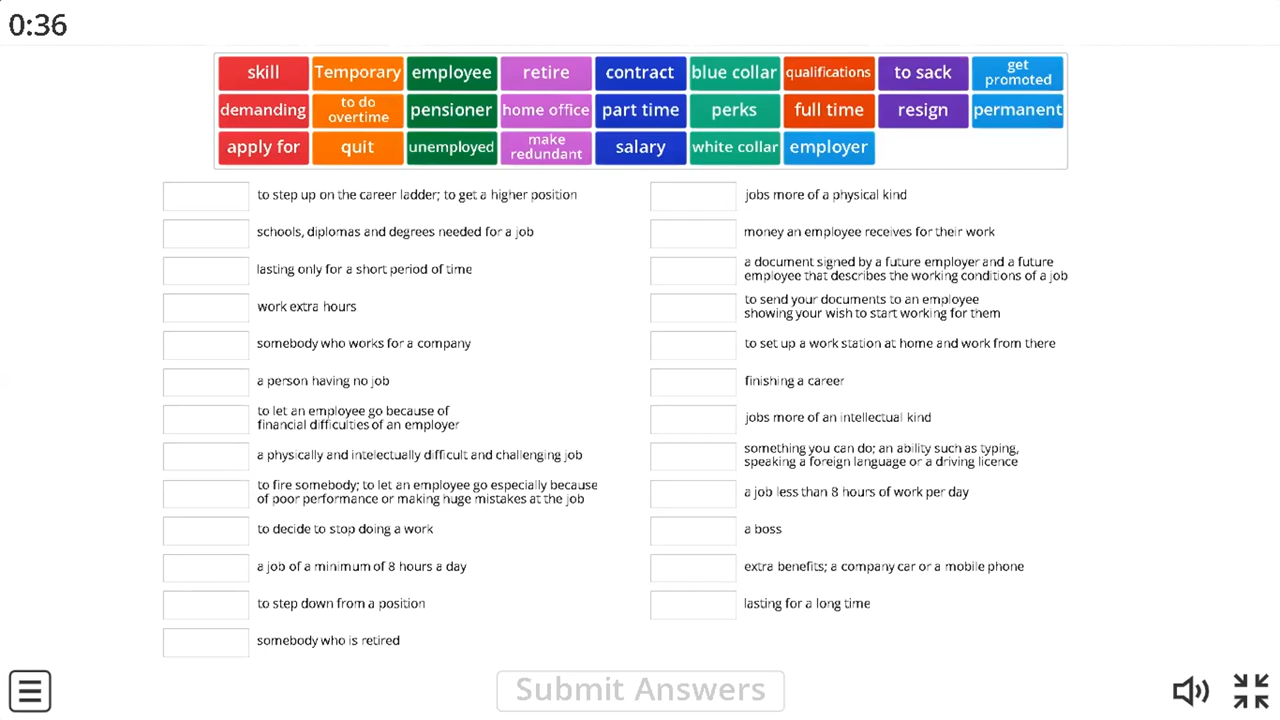 0:36
skill
Temporary
employee
retire
contract
blue collar
qualifications
to sack
get
promoted
demanding
to do
overtime
pensioner
home office
part time
perks
full time
resign
permanent
apply for
quit
unemployed
make
redundant
salary
white collar
employer
to step up on the career ladder; to get a higher position
schools, diplomas and degrees needed for a job
lasting only for a short period of time
work extra hours
somebody who works for a company
a person having no job
to let an employee go because of
financial difficulties of an employer
a physically and intelectually difficult and challenging job
to fire somebody; to let an employee go especially because
of poor performance or making huge mistakes at the job
to decide to stop doing a work
a job of a minimum of 8 hours a day
to step down from a position
somebody who is retired
jobs more of a physical kind
money an employee receives for their work
a document signed by a future employer and a future
employee that describes the working conditions of a job
to send your documents to an employee
showing your wish to start working for them
to set up a work station at home and work from there
finishing a career
jobs more of an intellectual kind
something you can do; an ability such as typing,
speaking a foreign language or a driving licence
a job less than 8 hours of work per day
a boss
extra benefits; a company car or a mobile phone
lasting for a long time
Submit Answers